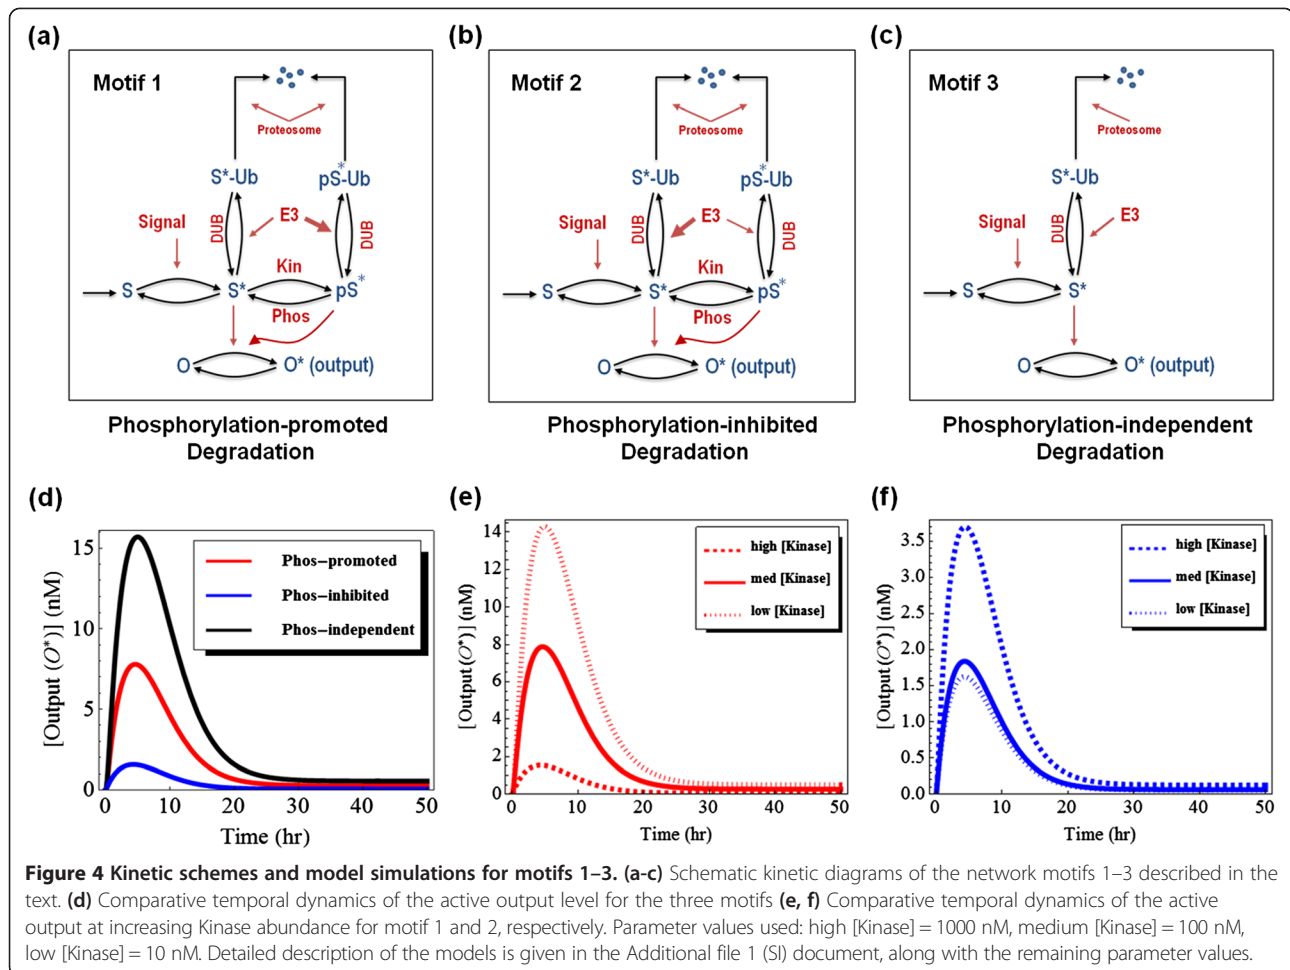 (a)
Motif 1
Proteosome
S*-Ub
pS*-Ub
Signal
DUB
E3
DUB
Kin
S
S*
pS*
Phos
O
O* (output)
Phosphorylation-promoted
Degradation
(b)
Motif 2
Proteosome
S*-Ub
pS*-Ub
Signal
DUB
E3
DUB
Kin
S
S*
pS*
Phos
O
O* (output)
Phosphorylation-inhibited
Degradation
(c)
Motif 3
Proteosome
S*-Ub
Signal
DUB
E3
S
S*
O
O* (output)
Phosphorylation-independent
Degradation
(d)
[Output (O*)] (nM)
15
10
5
0
Phos–promoted
Phos–inhibited
Phos–independent
0 10 20 30 40 50
Time (hr)
(e)
[Output (O*)] (nM)
14
12
10
8
6
4
2
0
high [Kinase]
med [Kinase]
low [Kinase]
0 10 20 30 40 50
Time (hr)
(f)
[Output (O*)] (nM)
3.5
3.0
2.5
2.0
1.5
1.0
0.5
0.0
high [Kinase]
med [Kinase]
low [Kinase]
0 10 20 30 40 50
Time (hr)
Figure 4 Kinetic schemes and model simulations for motifs 1–3. (a-c) Schematic kinetic diagrams of the network motifs 1–3 described in the
text. (d) Comparative temporal dynamics of the active output level for the three motifs (e, f) Comparative temporal dynamics of the active
output at increasing Kinase abundance for motif 1 and 2, respectively. Parameter values used: high [Kinase] = 1000 nM, medium [Kinase] = 100 nM,
low [Kinase] = 10 nM. Detailed description of the models is given in the Additional file 1 (SI) document, along with the remaining parameter values.